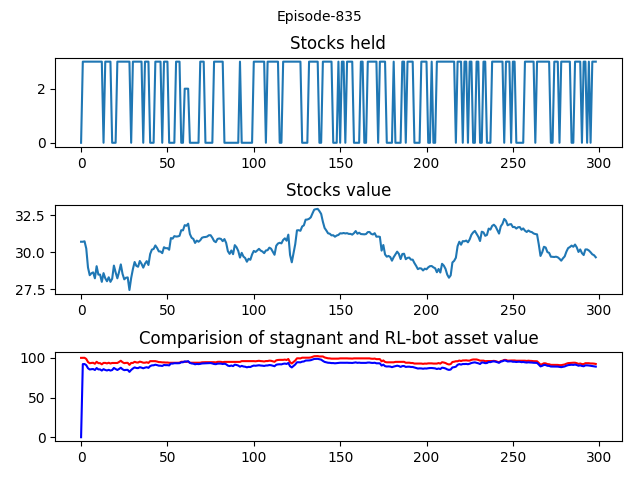 Episode-835
Stocks held
2
0
0 50 100 150 200 250 300
Stocks value
32.5
30.0
27.5
0 50 100 150 200 250 300
Comparision of stagnant and RL-bot asset value
100
50
0
0 50 100 150 200 250 300